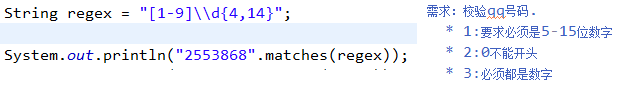 String regex = "[1-9]\\d{4,14}";
System.out.println("2553868".matches(regex));
需求: 校验qq号码.
* 1:要求必须是5-15位数字
* 2:0不能开头
* 3:必须都是数字